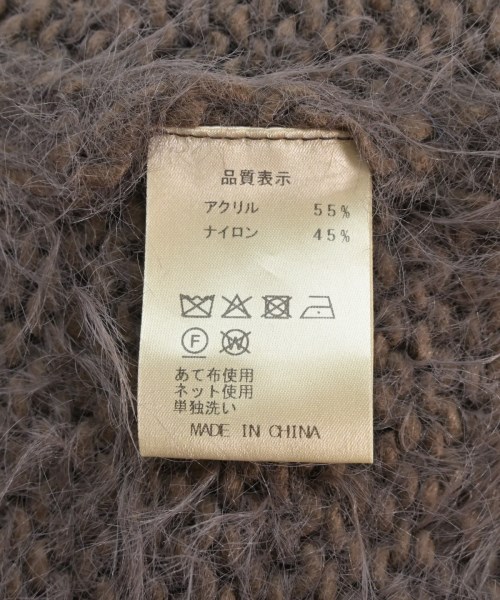 品質表示
アクリル 55%
ナイロン 45%
F W
あて布使用
ネット使用
単独洗い
MADE IN CHINA